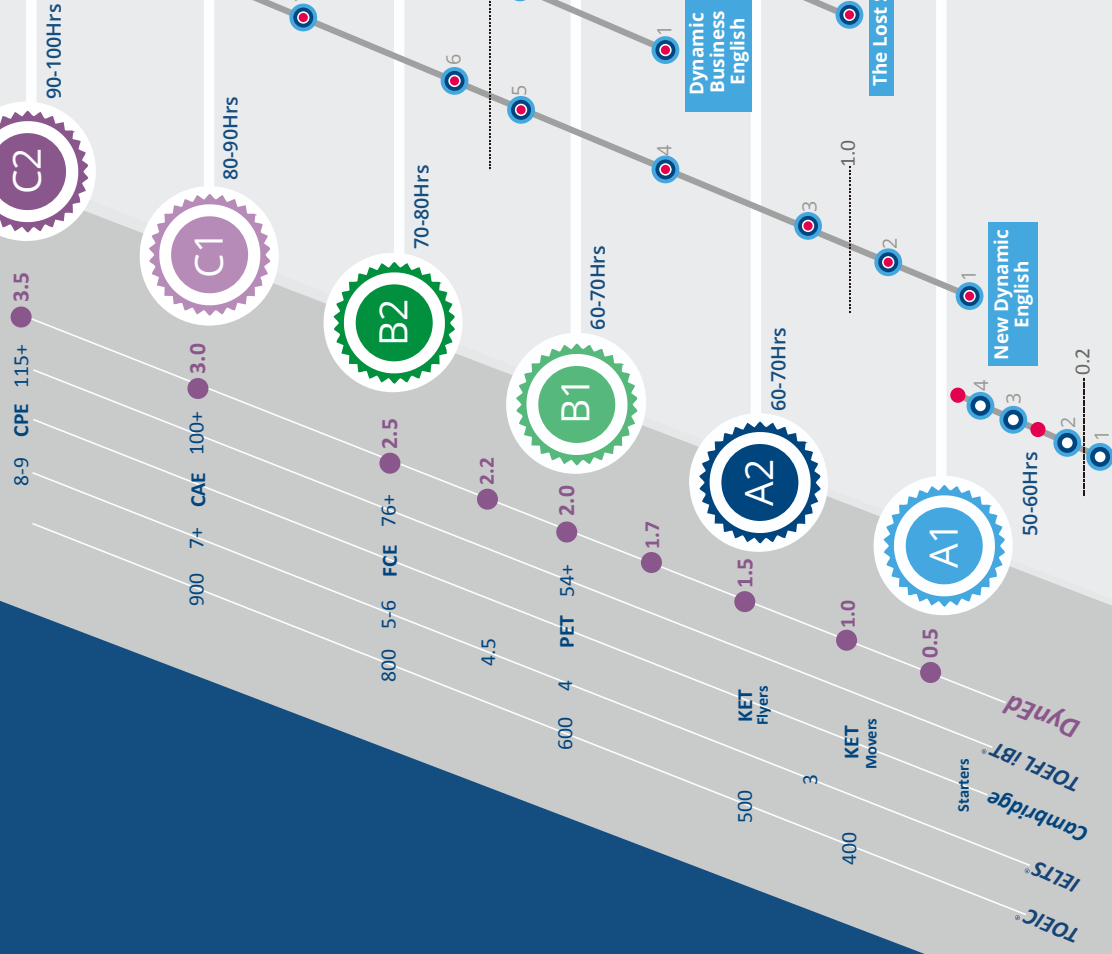 90-100Hrs
C2
3.5
115+
CPE
8-9
80-90Hrs
C1
3.0
100+
CAE
7+
900
6
5
70-80Hrs
B2
2.5
76+
FCE
5-6
800
2.2
4.5
1
Dynamic
Business
English
4
60-70Hrs
B1
2.0
54+
PET
4
600
1.7
The Lost
1.0
3
2
60-70Hrs
A2
1.5
KET
Flyers
3
500
1.0
KET
Movers
400
1
New Dynamic
English
0.2
4
3
2
1
50-60Hrs
A1
0.5
Starters
DynEd
TOEFL iBT®
Cambridge
IELTS®
TOEIC®